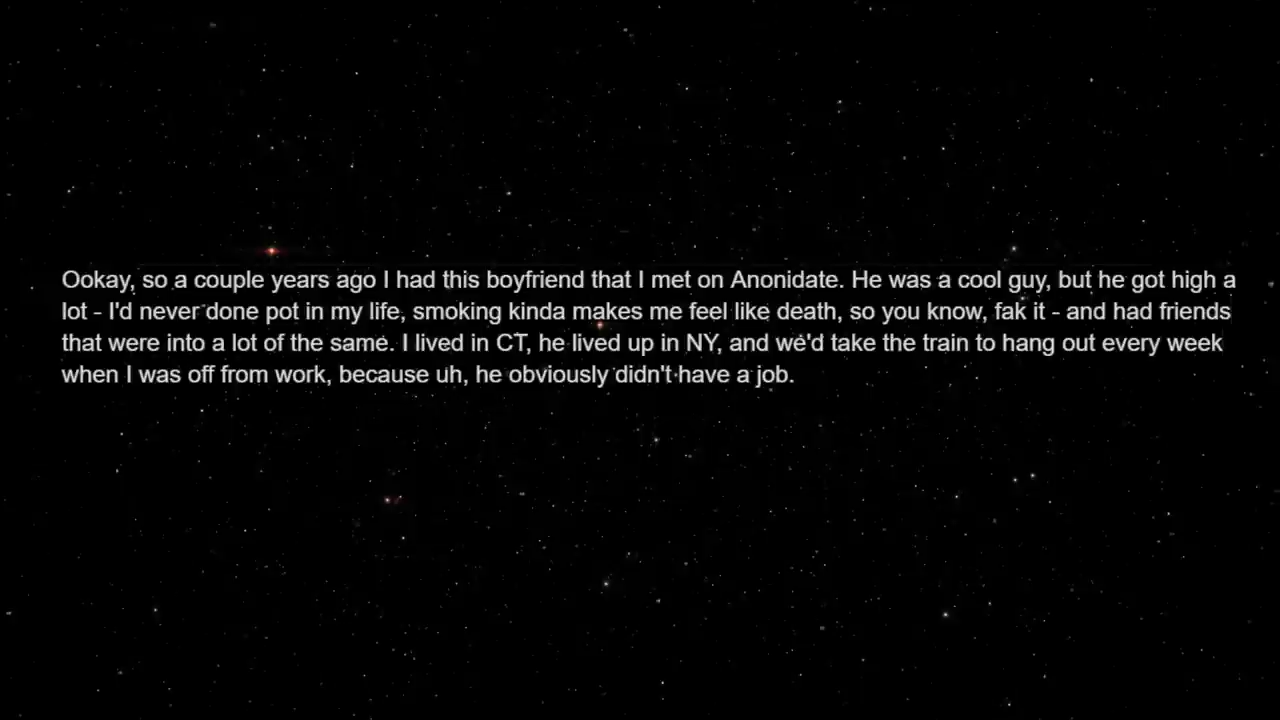 Ookay, so a couple years ago I had this boyfriend that I met on Anonidate. He was a cool guy, but he got high a
lot - I'd never done pot in my life, smoking kinda makes me feel like death, so you know, fak it - and had friends
that were into a lot of the same. I lived in CT, he lived up in NY, and we'd take the train to hang out every week
when I was off from work, because uh, he obviously didn't have a job.